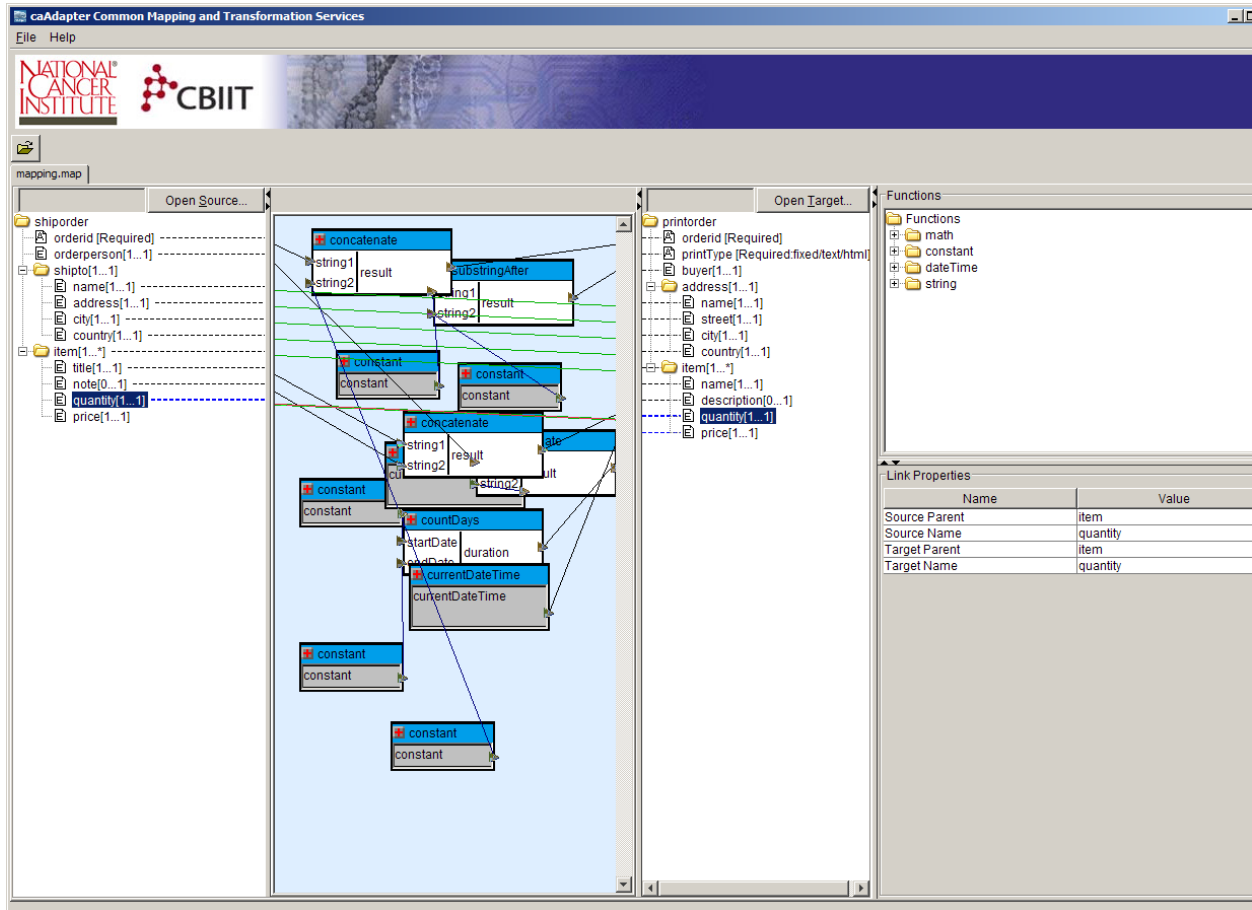 caAdapter Common Mapping and Transformation Services
File Help
NATIONAL
CANCER
INSTITUTE
CBIIT
mapping.map
Open Source...
shiporder
orderid [Required]
orderperson[1...1]
shipto[1...1]
name[1...1]
address[1...1]
city[1...1]
country[1...1]
item[1...*]
title[1...1]
note[0...1]
quantity[1...1]
price[1...1]
concatenate
string1
string2
result
substringAfter
string2
result
constant
constant
constant
constant
concatenate
string1
string2
result
string2
constant
constant
countDays
startDate
endDate
duration
currentDateTime
currentDateTime
constant
constant
constant
constant
Open Target...
printorder
orderid [Required]
printType [Required:fixed/text/html]
buyer[1...1]
address[1...1]
name[1...1]
street[1...1]
city[1...1]
country[1...1]
item[1...*]
name[1...1]
description[0...1]
quantity[1...1]
price[1...1]
Functions
Functions
math
constant
dateTime
string
Link Properties
Name Value
Source Parent item
Source Name quantity
Target Parent item
Target Name quantity